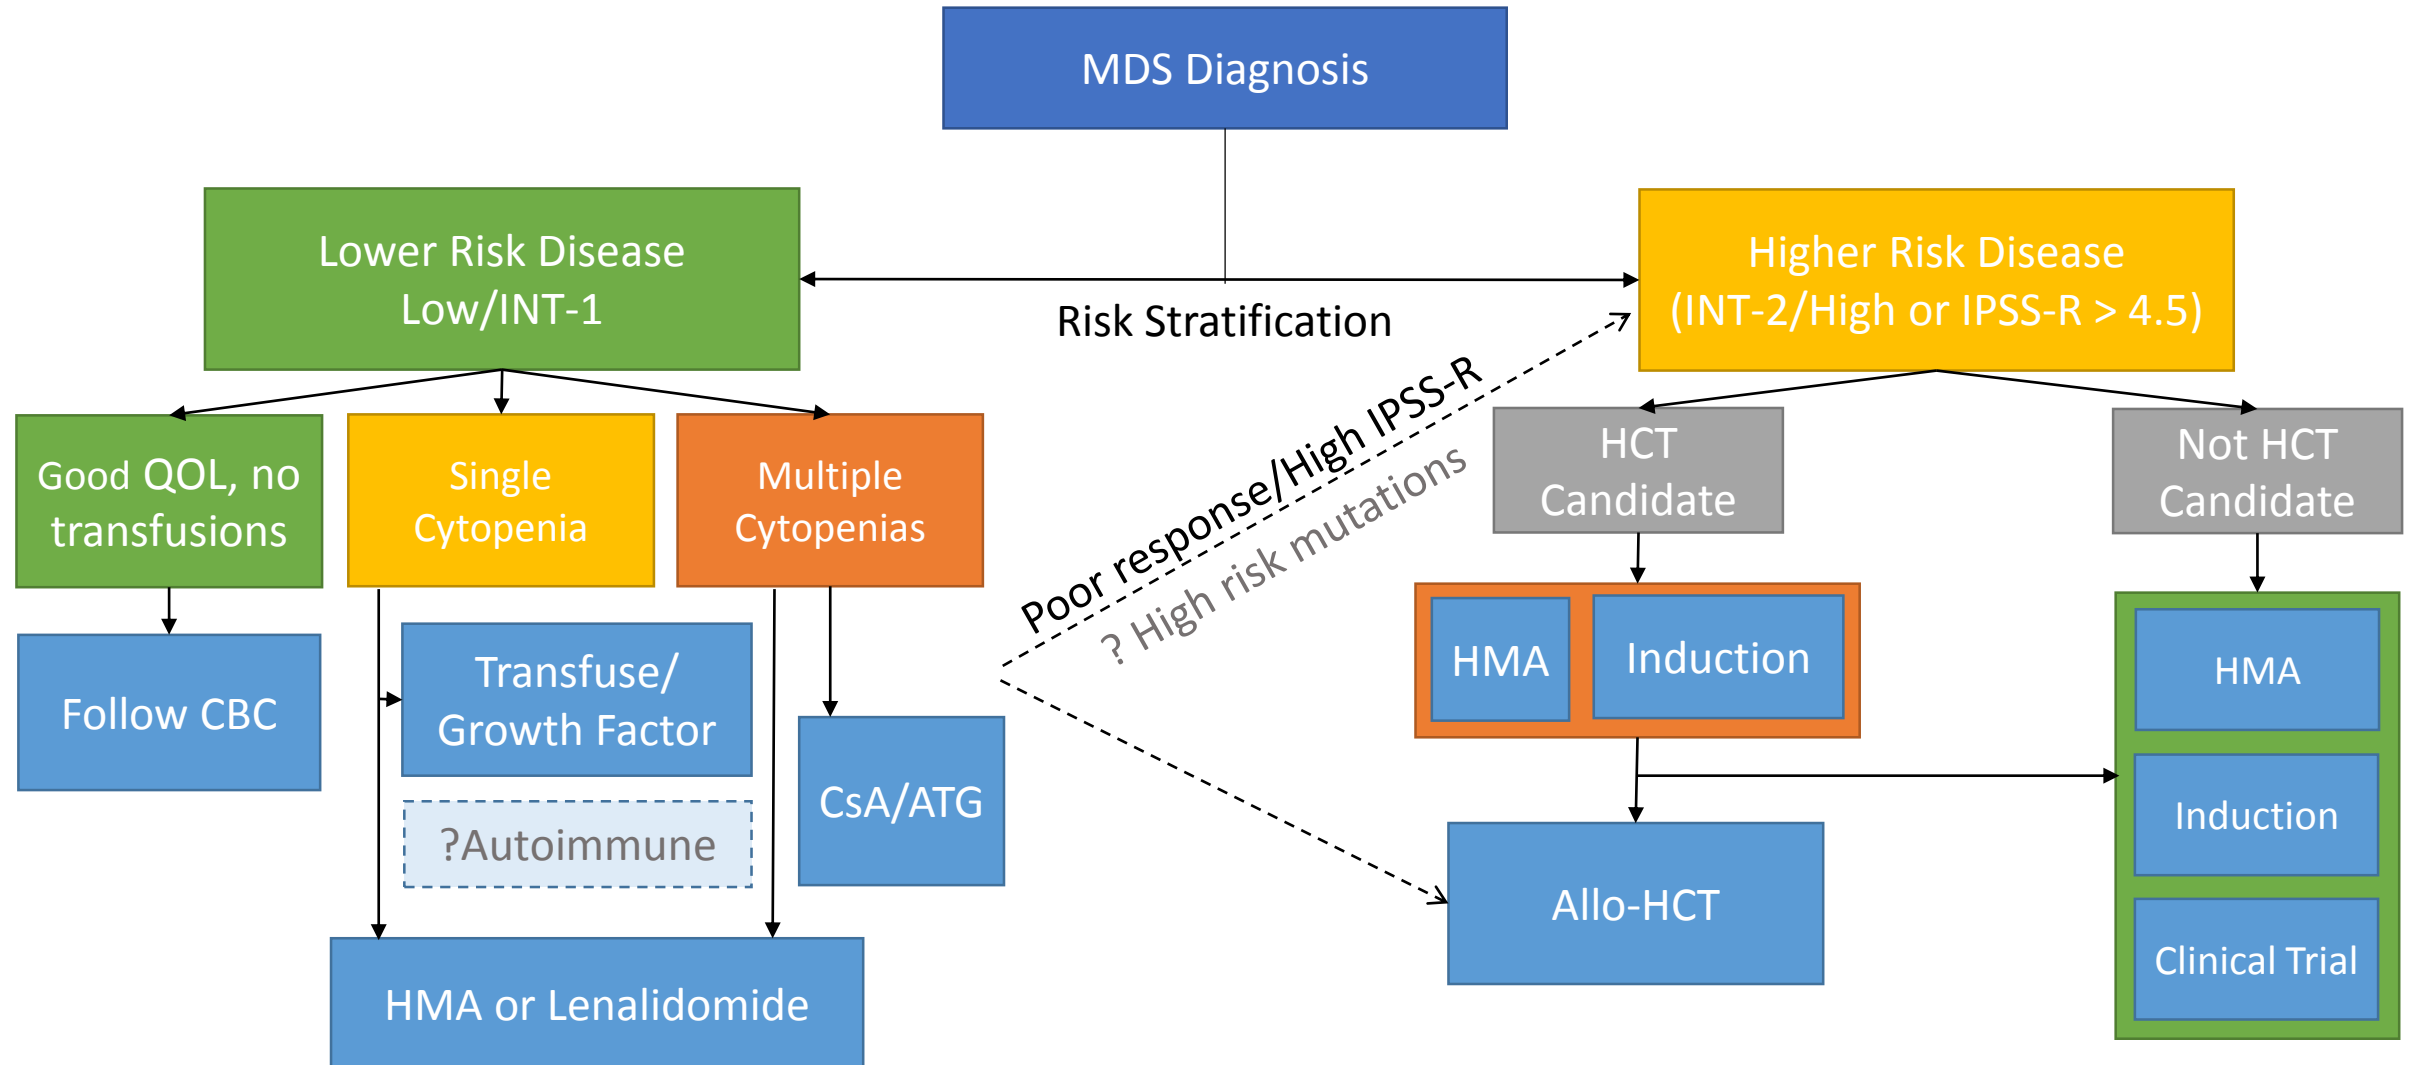 MDS Diagnosis
Lower Risk Disease
Low/INT-1
Risk Stratification
Higher Risk Disease
(INT-2/High or IPSS-R > 4.5)
Good QOL, no
transfusions
Single
Cytopenia
Multiple
Cytopenias
Poor response/High IPSS-R
? High risk mutations
HCT
Candidate
Not HCT
Candidate
Follow CBC
Transfuse/
Growth Factor
?Autoimmune
CsA/ATG
HMA or Lenalidomide
HMA
Induction
Allo-HCT
HMA
Induction
Clinical Trial